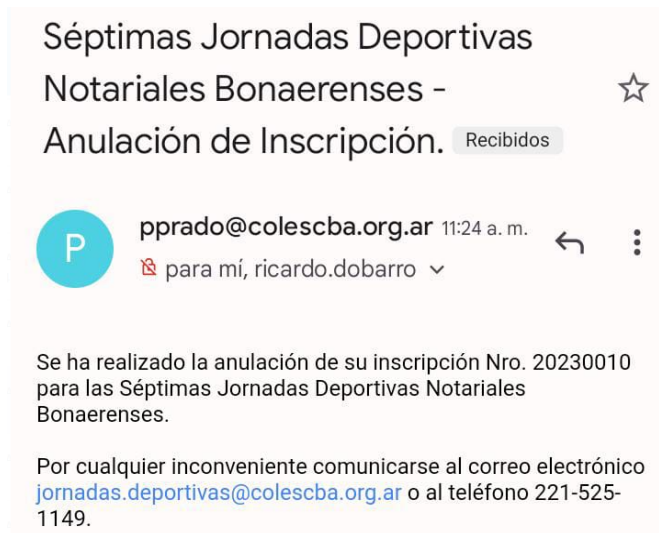 Séptimas Jornadas Deportivas
Notariales Bonaerenses -
Anulación de Inscripción. Recibidos
P
pprado@colescba.org.ar 11:24 a. m.
para mí, ricardo.dobarro
Se ha realizado la anulación de su inscripción Nro. 20230010
para las Séptimas Jornadas Deportivas Notariales
Bonaerenses.
Por cualquier inconveniente comunicarse al correo electrónico
jornadas.deportivas@colescba.org.ar o al teléfono 221-525-
1149.